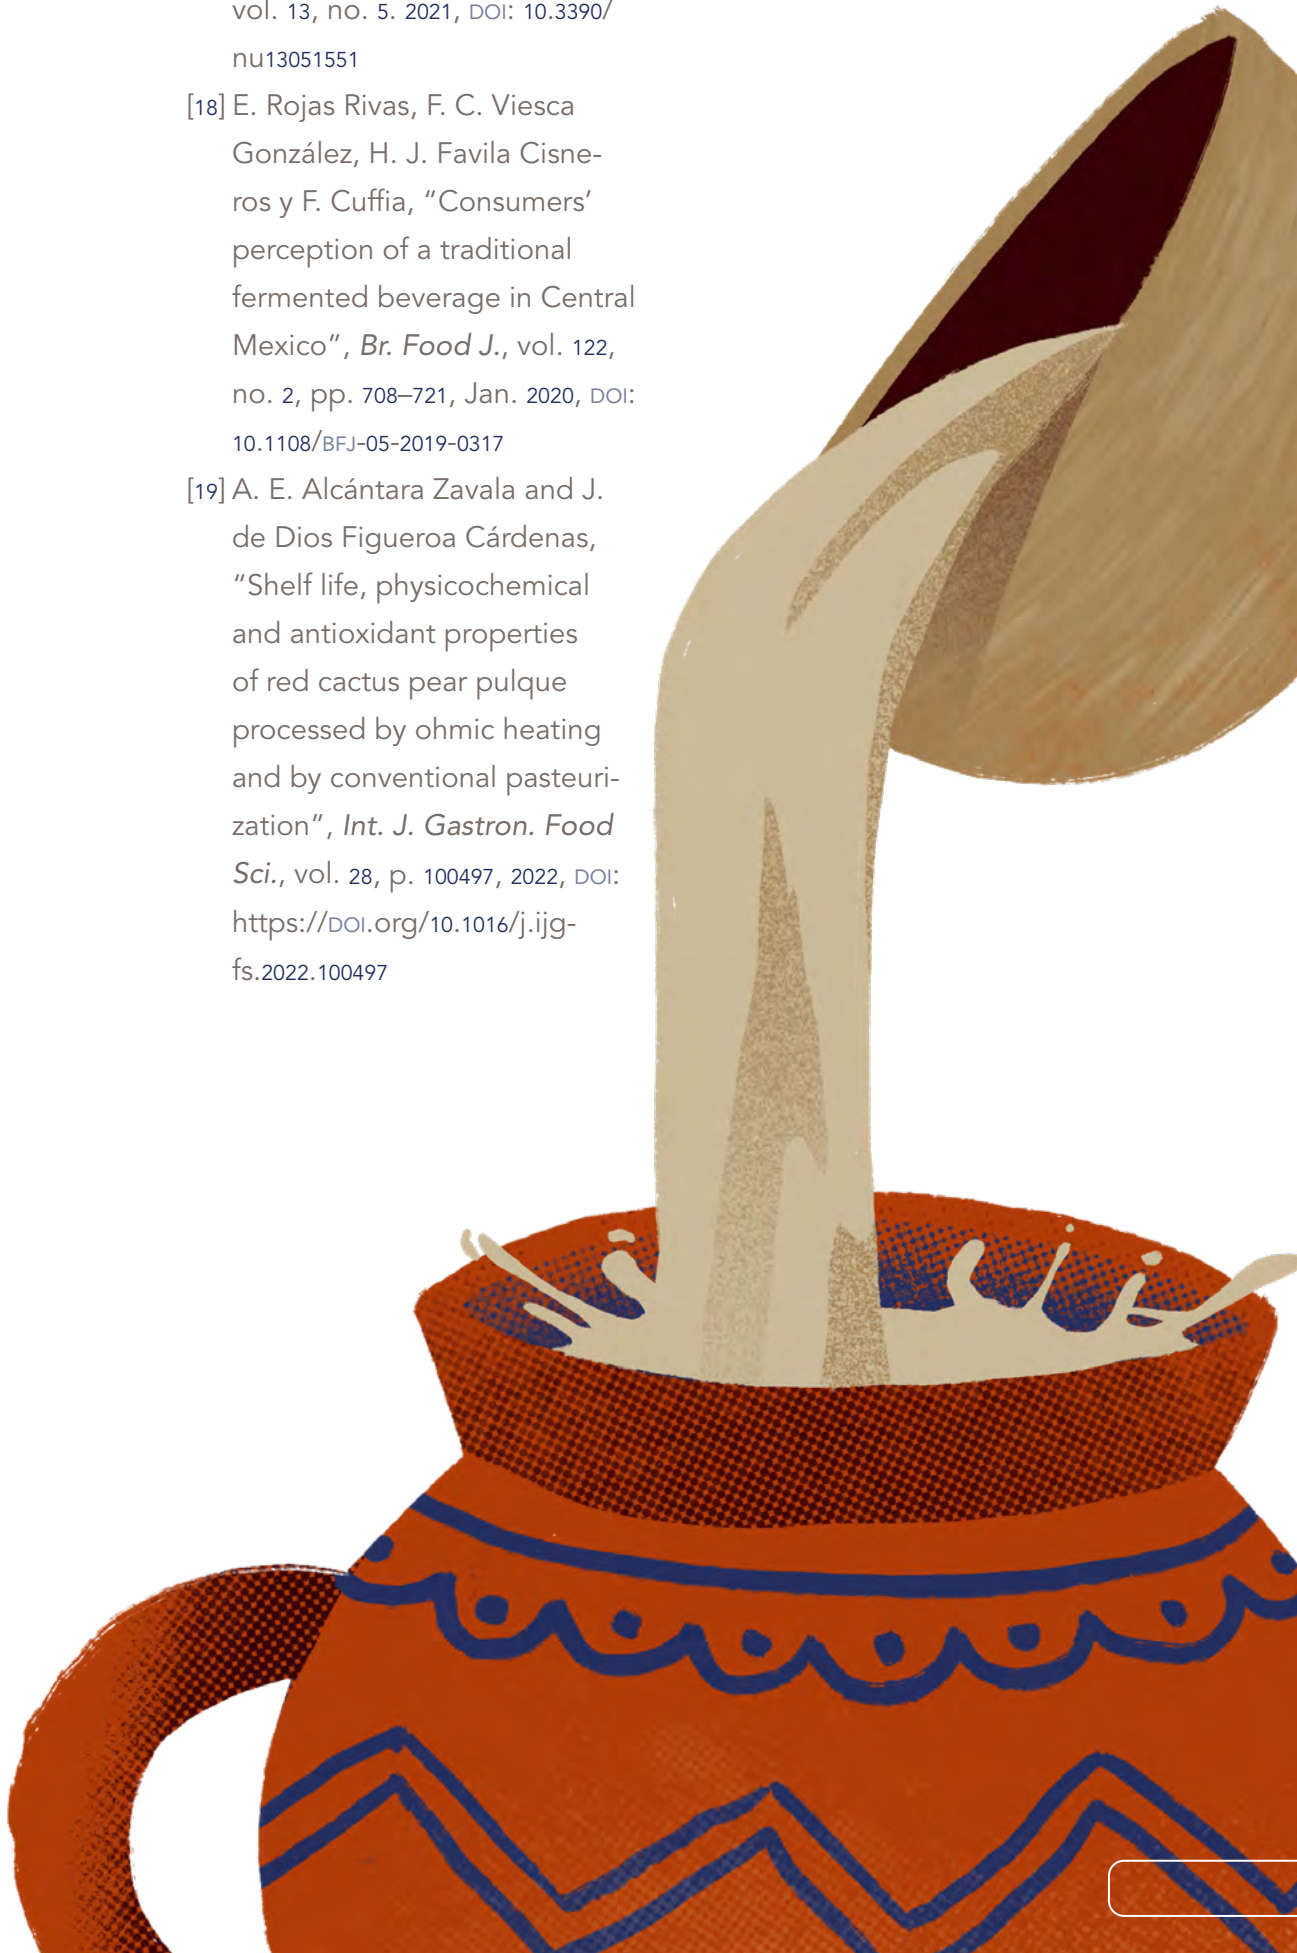 vol. 13, no. 5. 2021, DOI: 10.3390/
nu13051551
[18] E. Rojas Rivas, F. C. Viesca
González, H. J. Favila Cisne-
ros y F. Cuffia, “Consumers’
perception of a traditional
fermented beverage in Central
Mexico”, Br. Food J., vol. 122,
no. 2, pp. 708–721, Jan. 2020, DOI:
10.1108/BFJ-05-2019-0317
[19] A. E. Alcántara Zavala and J.
de Dios Figueroa Cárdenas,
“Shelf life, physicochemical
and antioxidant properties
of red cactus pear pulque
processed by ohmic heating
and by conventional pasteuri-
zation”, Int. J. Gastron. Food
Sci., vol. 28, p. 100497, 2022, DOI:
https://DOI.org/10.1016/j.ijg-
fs.2022.100497